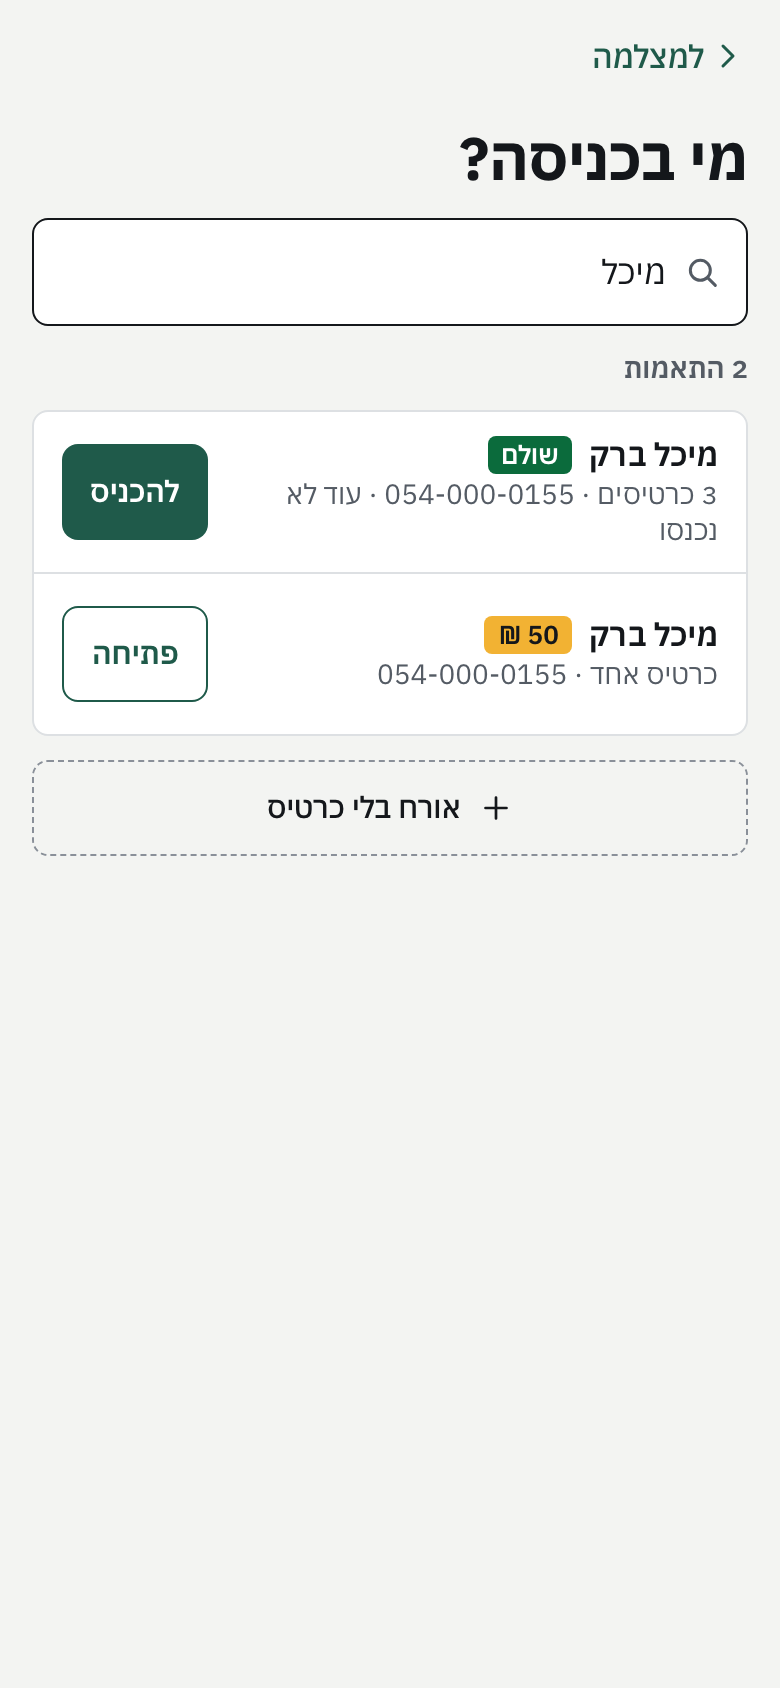 למצלמה
מי בכניסה?
מיכל
2 התאמות
מיכל ברק שולם
3 כרטיסים · 054-000-0155 · עוד לא
נכנסו
להכניס
מיכל ברק 50 ₪
כרטיס אחד · 054-000-0155
פתיחה
אורח בלי כרטיס